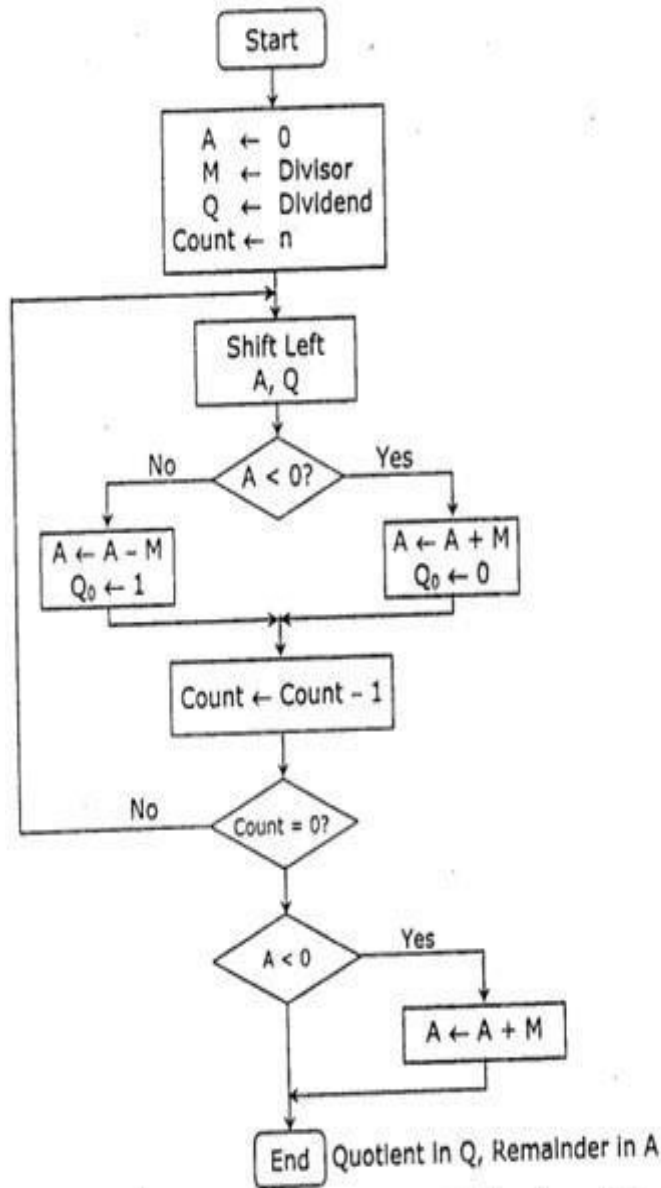 Start
A ← 0
M ← Divisor
Q ← Dividend
Count ← n
Shift Left
A, Q
A < 0?
No
Yes
A ← A – M
Q₀ ← 1
A ← A + M
Q₀ ← 0
Count ← Count – 1
Count = 0?
No
A < 0
Yes
A ← A + M
End
Quotient in Q, Remainder in A